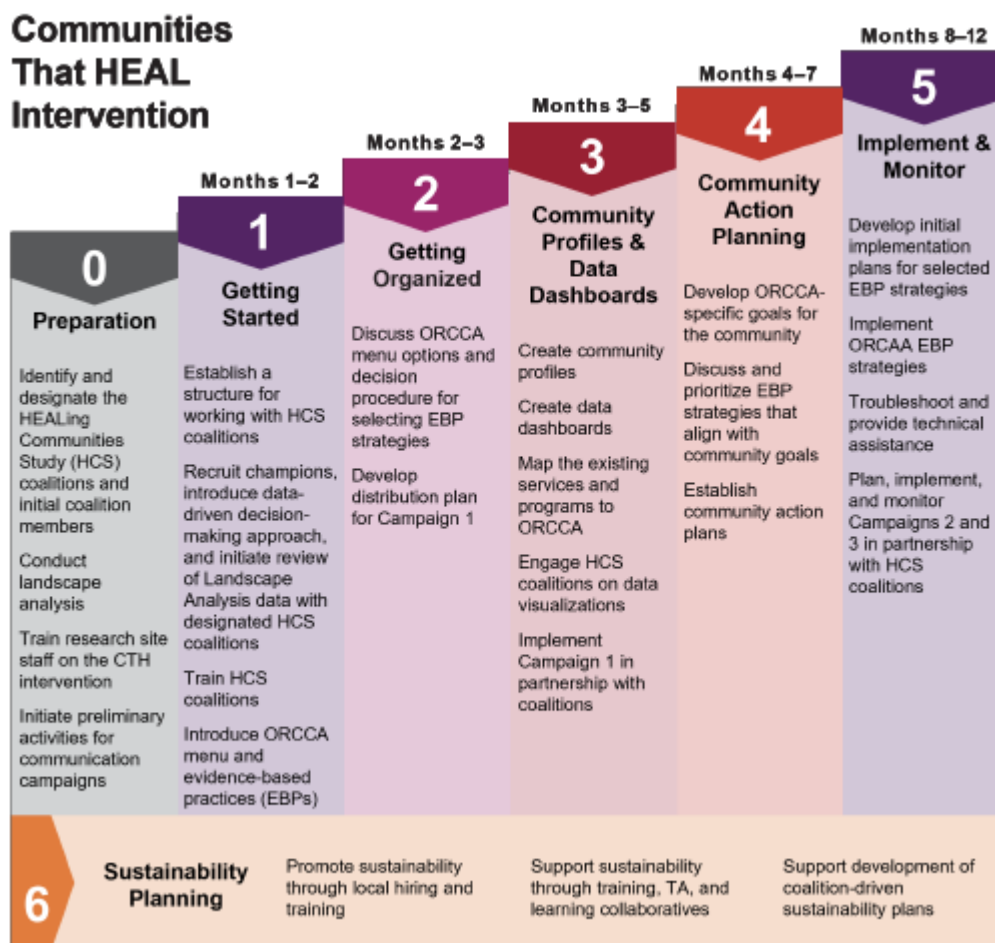 Communities
That HEAL
Intervention
0
Preparation
Identify and
designate the
HEALing
Communities
Study (HCS)
coalitions and
initial coalition
members
Conduct
landscape
analysis
Train research site
staff on the CTH
intervention
Initiate preliminary
activities for
communication
campaigns
Months 1–2
1
Getting
Started
Establish a
structure for
working with HCS
coalitions
Recruit champions,
introduce data-
driven decision-
making approach,
and initiate review
of Landscape
Analysis data with
designated HCS
coalitions
Train HCS
coalitions
Introduce ORCCA
menu and
evidence-based
practices (EBPs)
Months 2–3
2
Getting
Organized
Discuss ORCCA
menu options and
decision
procedure for
selecting EBP
strategies
Develop
distribution plan
for Campaign 1
Months 3–5
3
Community
Profiles &
Data
Dashboards
Create community
profiles
Create data
dashboards
Map the existing
services and
programs to
ORCCA
Engage HCS
coalitions on data
visualizations
Implement
Campaign 1 in
partnership with
coalitions
Months 4–7
4
Community
Action
Planning
Develop ORCCA-
specific goals for
the community
Discuss and
prioritize EBP
strategies that
align with
community goals
Establish
community action
plans
Months 8–12
5
Implement &
Monitor
Develop initial
implementation
plans for selected
EBP strategies
Implement
ORCAA EBP
strategies
Troubleshoot and
provide technical
assistance
Plan, implement,
and monitor
Campaigns 2 and
3 in partnership
with HCS
coalitions
6
Sustainability
Planning
Promote sustainability
through local hiring and
training
Support sustainability
through training, TA, and
learning collaboratives
Support development of
coalition-driven
sustainability plans